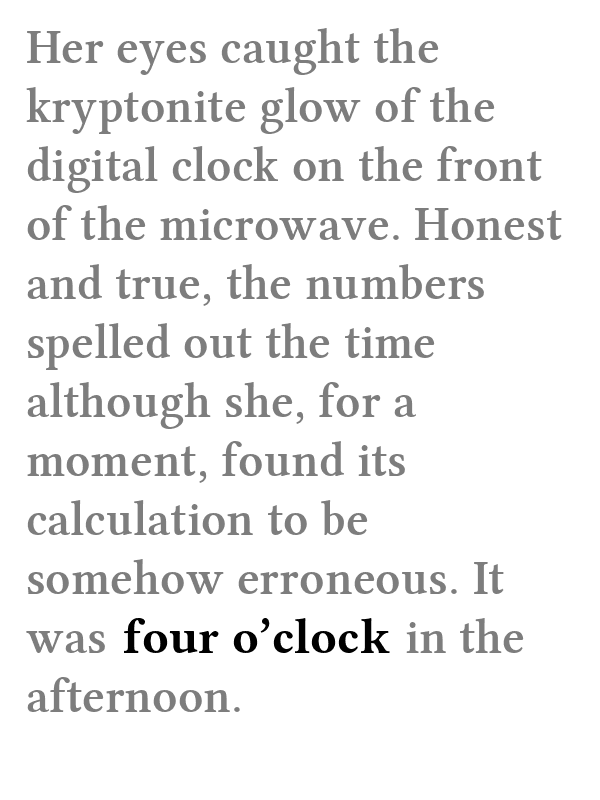 Her eyes caught the
kryptonite glow of the
digital clock on the front
of the microwave. Honest
and true, the numbers
spelled out the time
although she, for a
moment, found its
calculation to be
somehow erroneous. It
was four o’clock in the
afternoon.